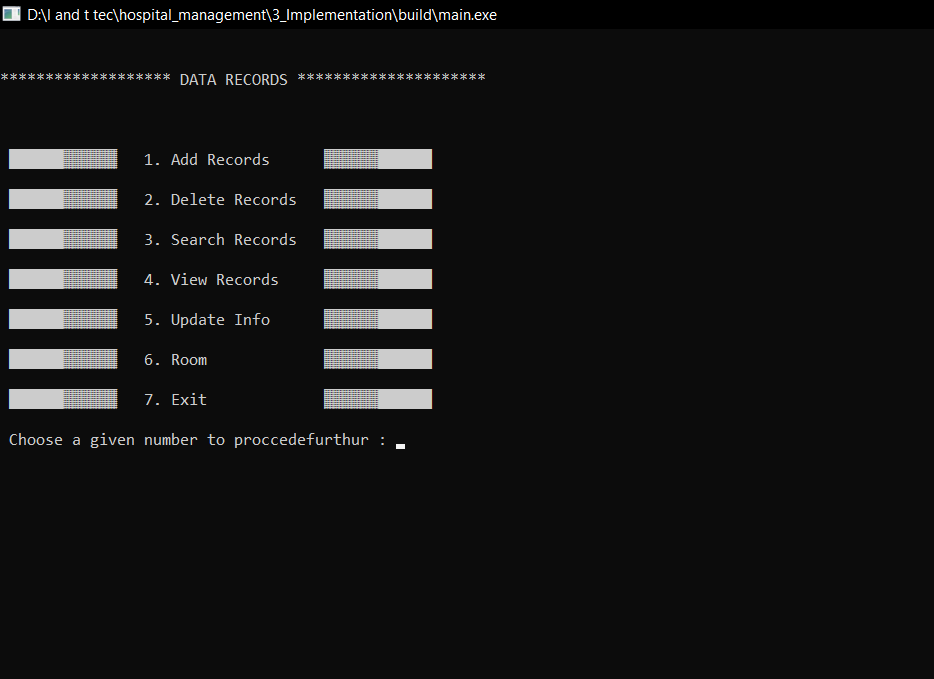 D:\l and t tec\hospital_management\3_Implementation\build\main.exe
******************* DATA RECORDS *********************
1. Add Records
2. Delete Records
3. Search Records
4. View Records
5. Update Info
6. Room
7. Exit
Choose a given number to proccedefurthur :